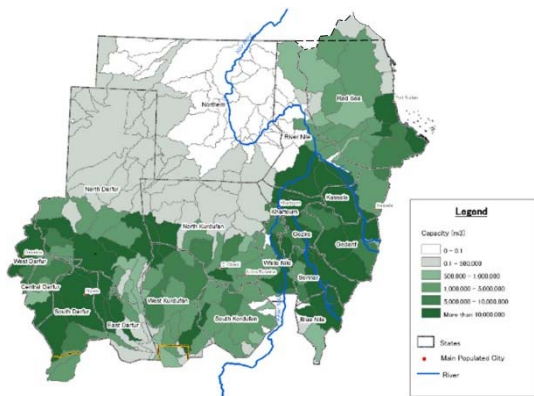 Red Sea
Northern
River Nile
North Darfur
North Kurdufan
Khartoum
Kassala
Gezira
Gedaref
West Darfur
White Nile
Sennar
Central Darfur
South Darfur
West Kurdufan
East Darfur
South Kordofan
Blue Nile
Legend
Capacity (m3)
0 - 0.1
0.1 - 500,000
500,000 - 1,000,000
1,000,000 - 5,000,000
5,000,000 - 10,000,000
More than 10,000,000
States
Main Populated City
River